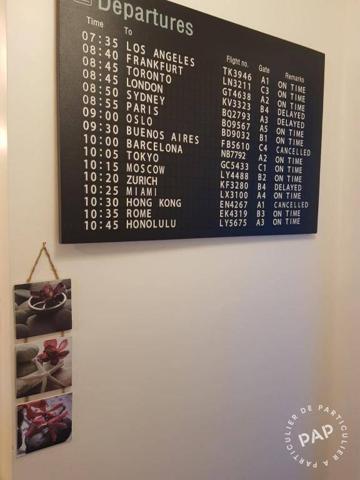 Departures
Time To Flight no. Gate Remarks
07:35 LOS ANGELES TK3946 A1 ON TIME
08:40 FRANKFURT LN3211 C3 ON TIME
08:45 TORONTO GT4638 A2 ON TIME
08:45 LONDON KV3323 B4 DELAYED
08:50 SYDNEY BQ2793 A3 DELAYED
08:55 PARIS BO9567 A5 ON TIME
09:00 OSLO BD9032 B1 ON TIME
09:30 BUENOS AIRES FB5610 C4 CANCELLED
10:00 BARCELONA NB7792 A2 ON TIME
10:05 TOKYO GC5433 C1 ON TIME
10:15 MOSCOW LY4488 B2 ON TIME
10:20 ZURICH KF3280 B4 DELAYED
10:25 MIAMI LX3100 A4 ON TIME
10:30 HONG KONG EN4267 A1 CANCELLED
10:35 ROME EK4319 B3 ON TIME
10:45 HONOLULU LY5675 A3 ON TIME
DE PARTICULIER À PARTICULIER
PAP